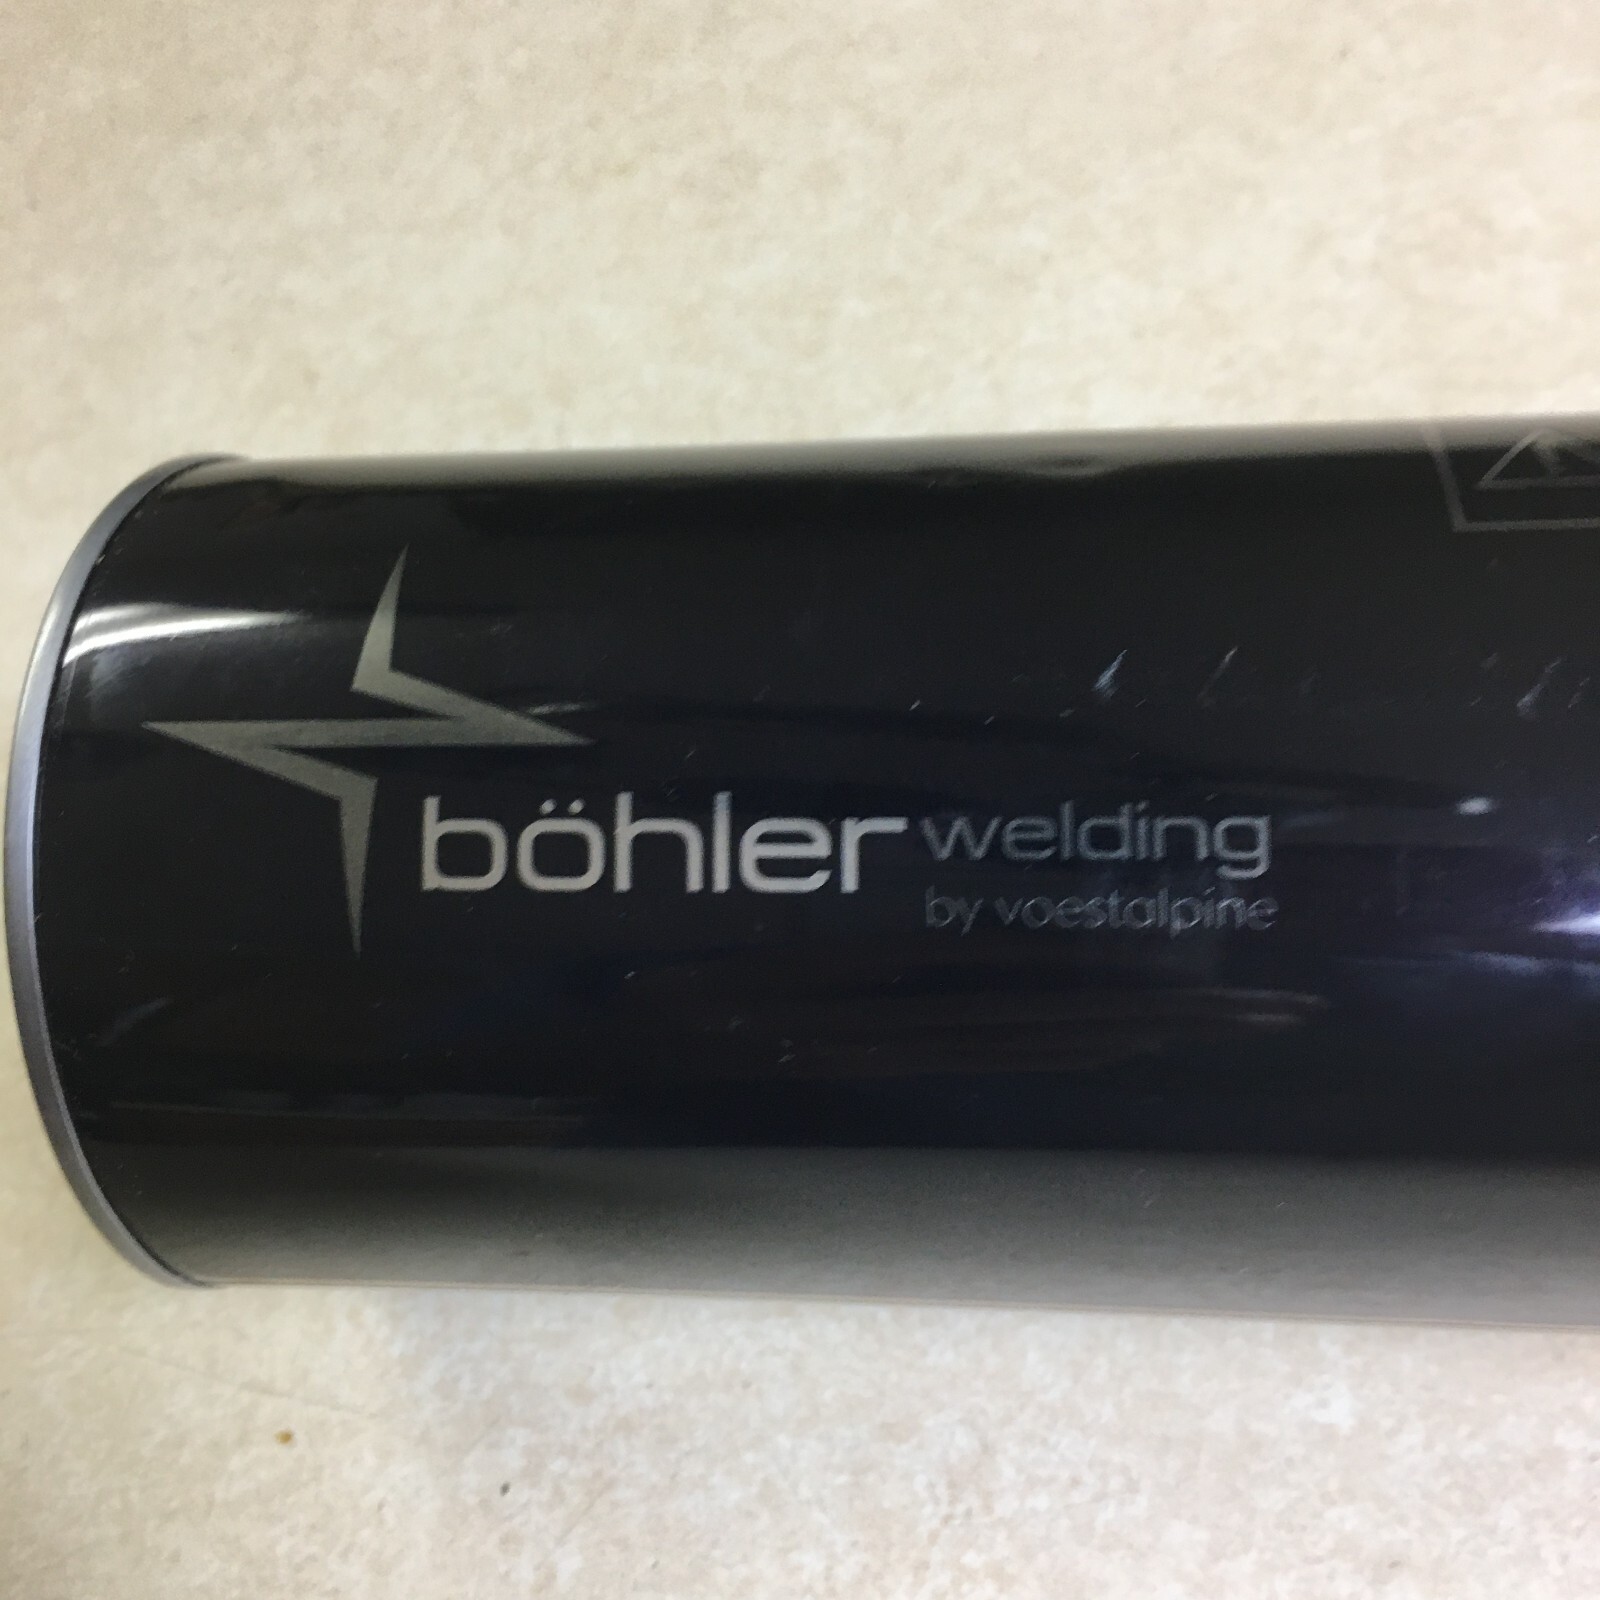 böhler welding
by voestalpine